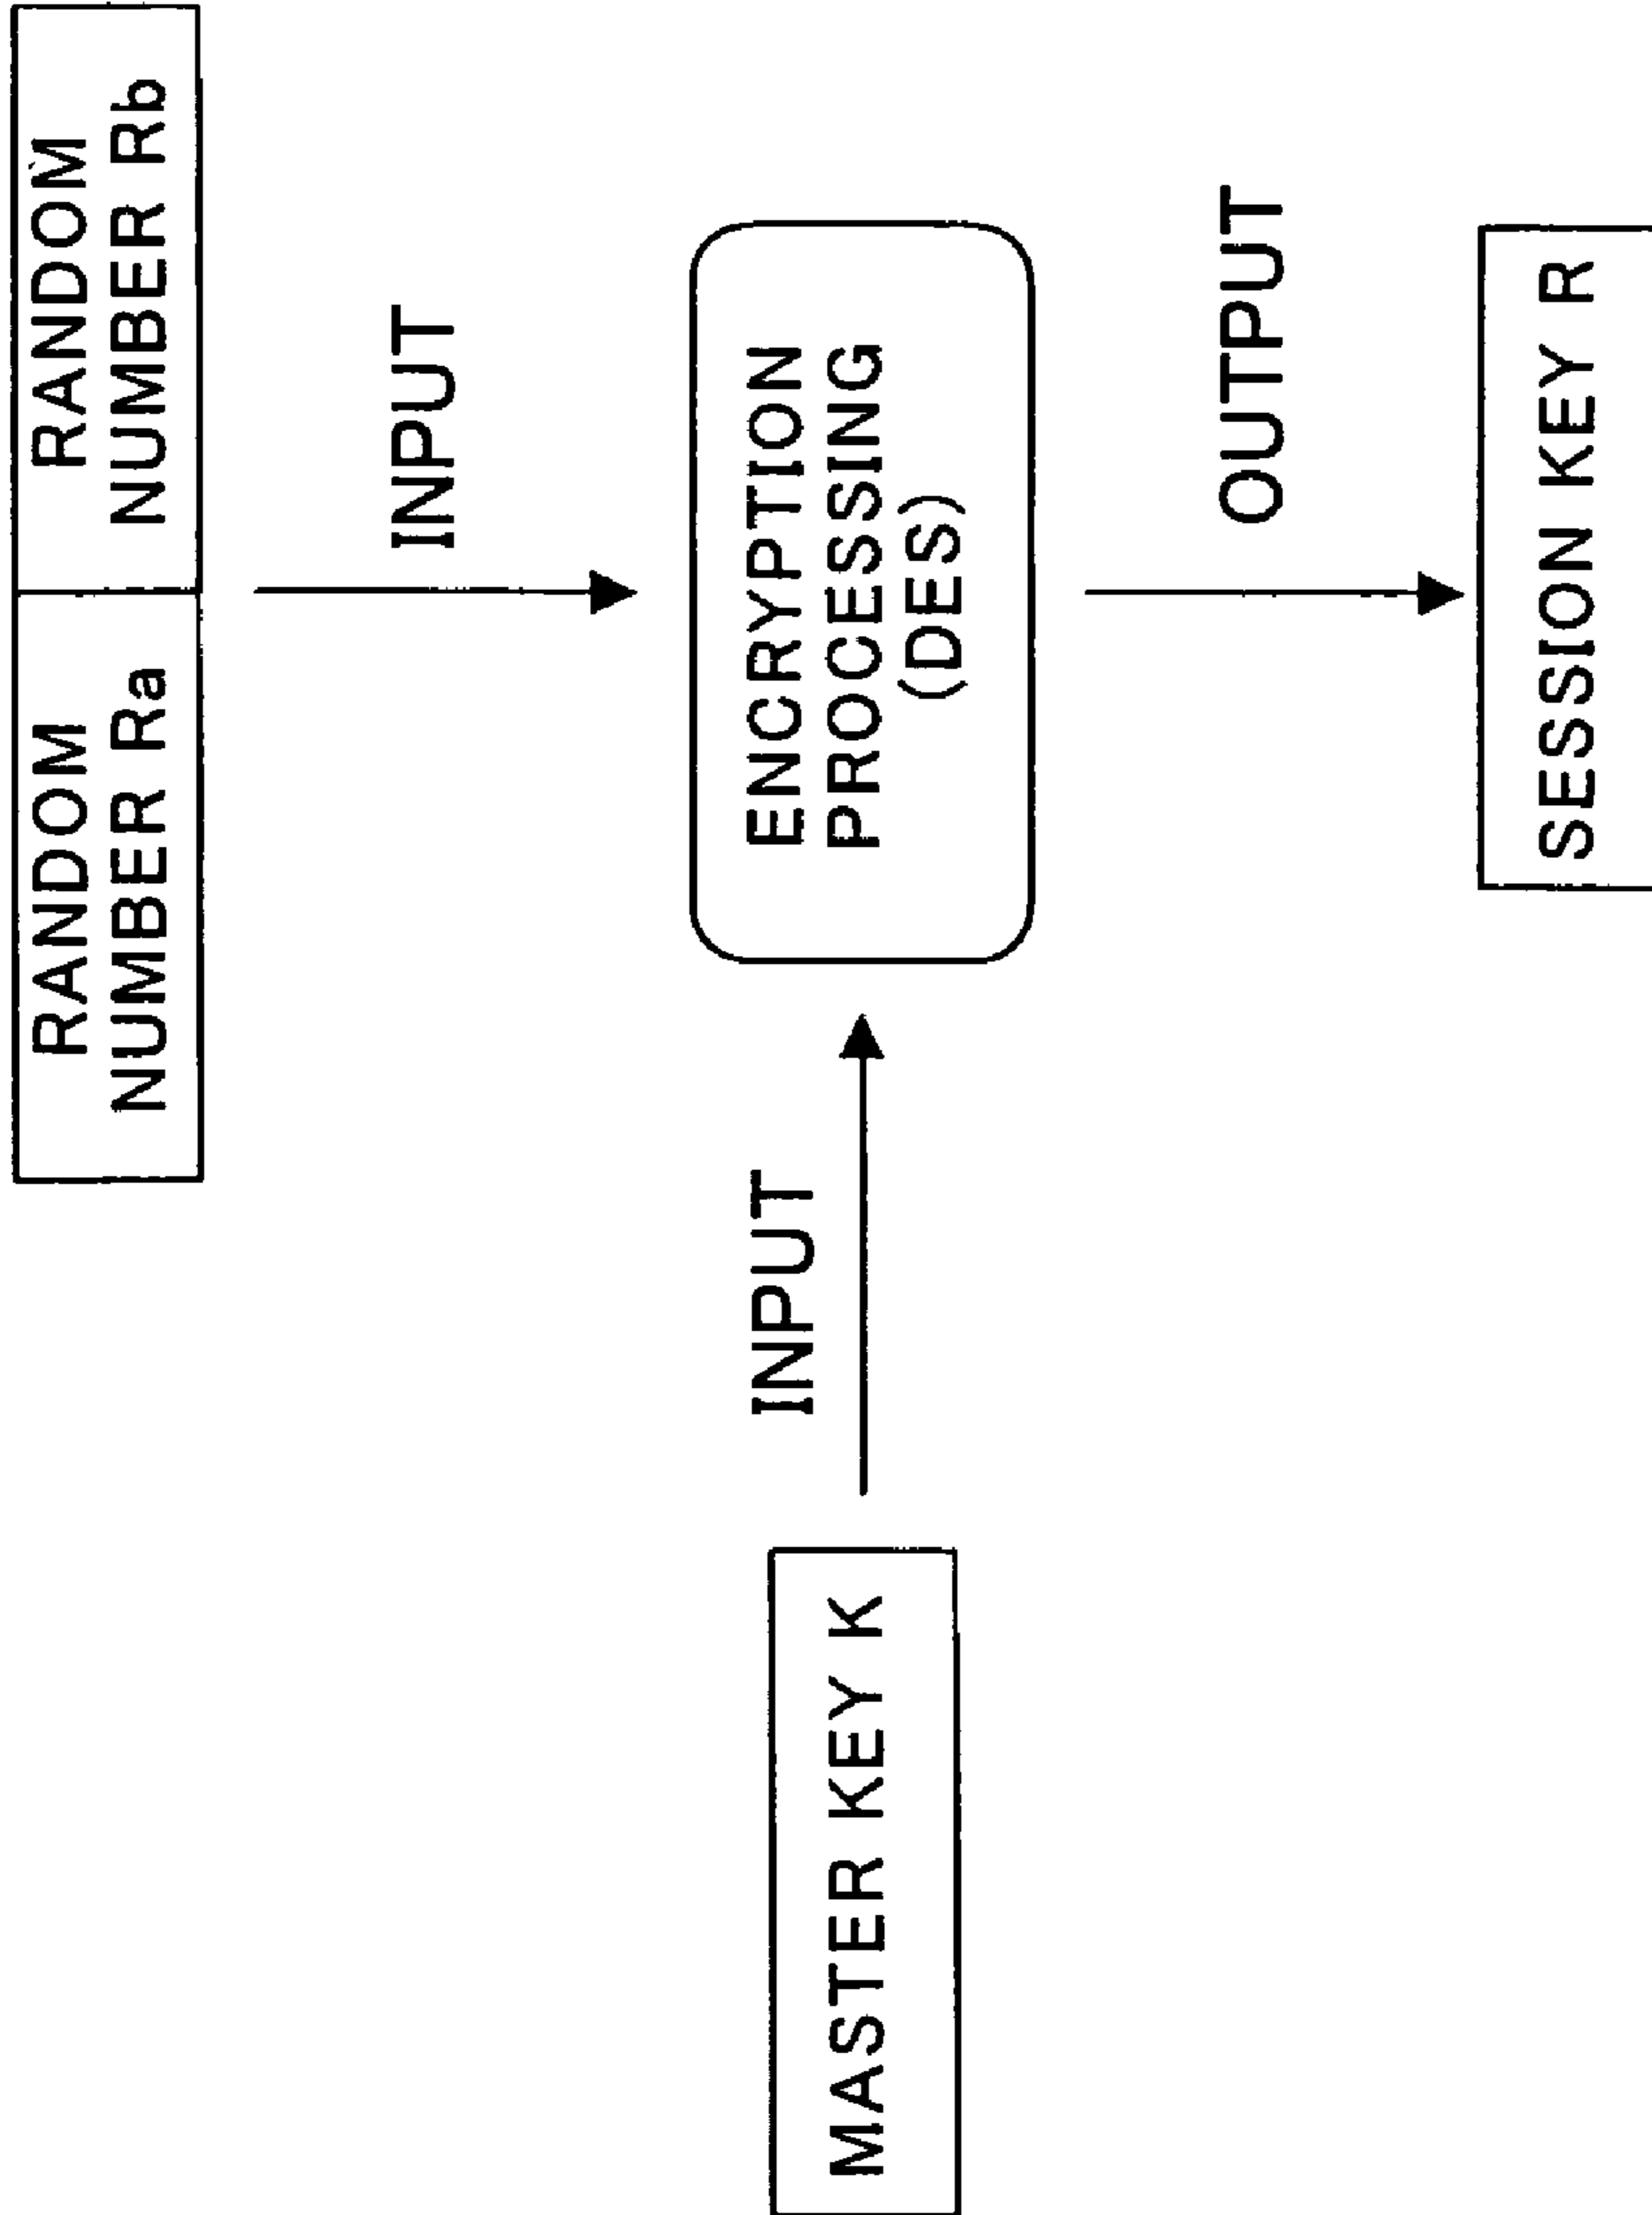 RANDOM
NUMBER Ra
RANDOM
NUMBER Rb
INPUT
MASTER KEY K
INPUT
ENCRYPTION
PROCESSING
(DES)
OUTPUT
SESSION KEY R